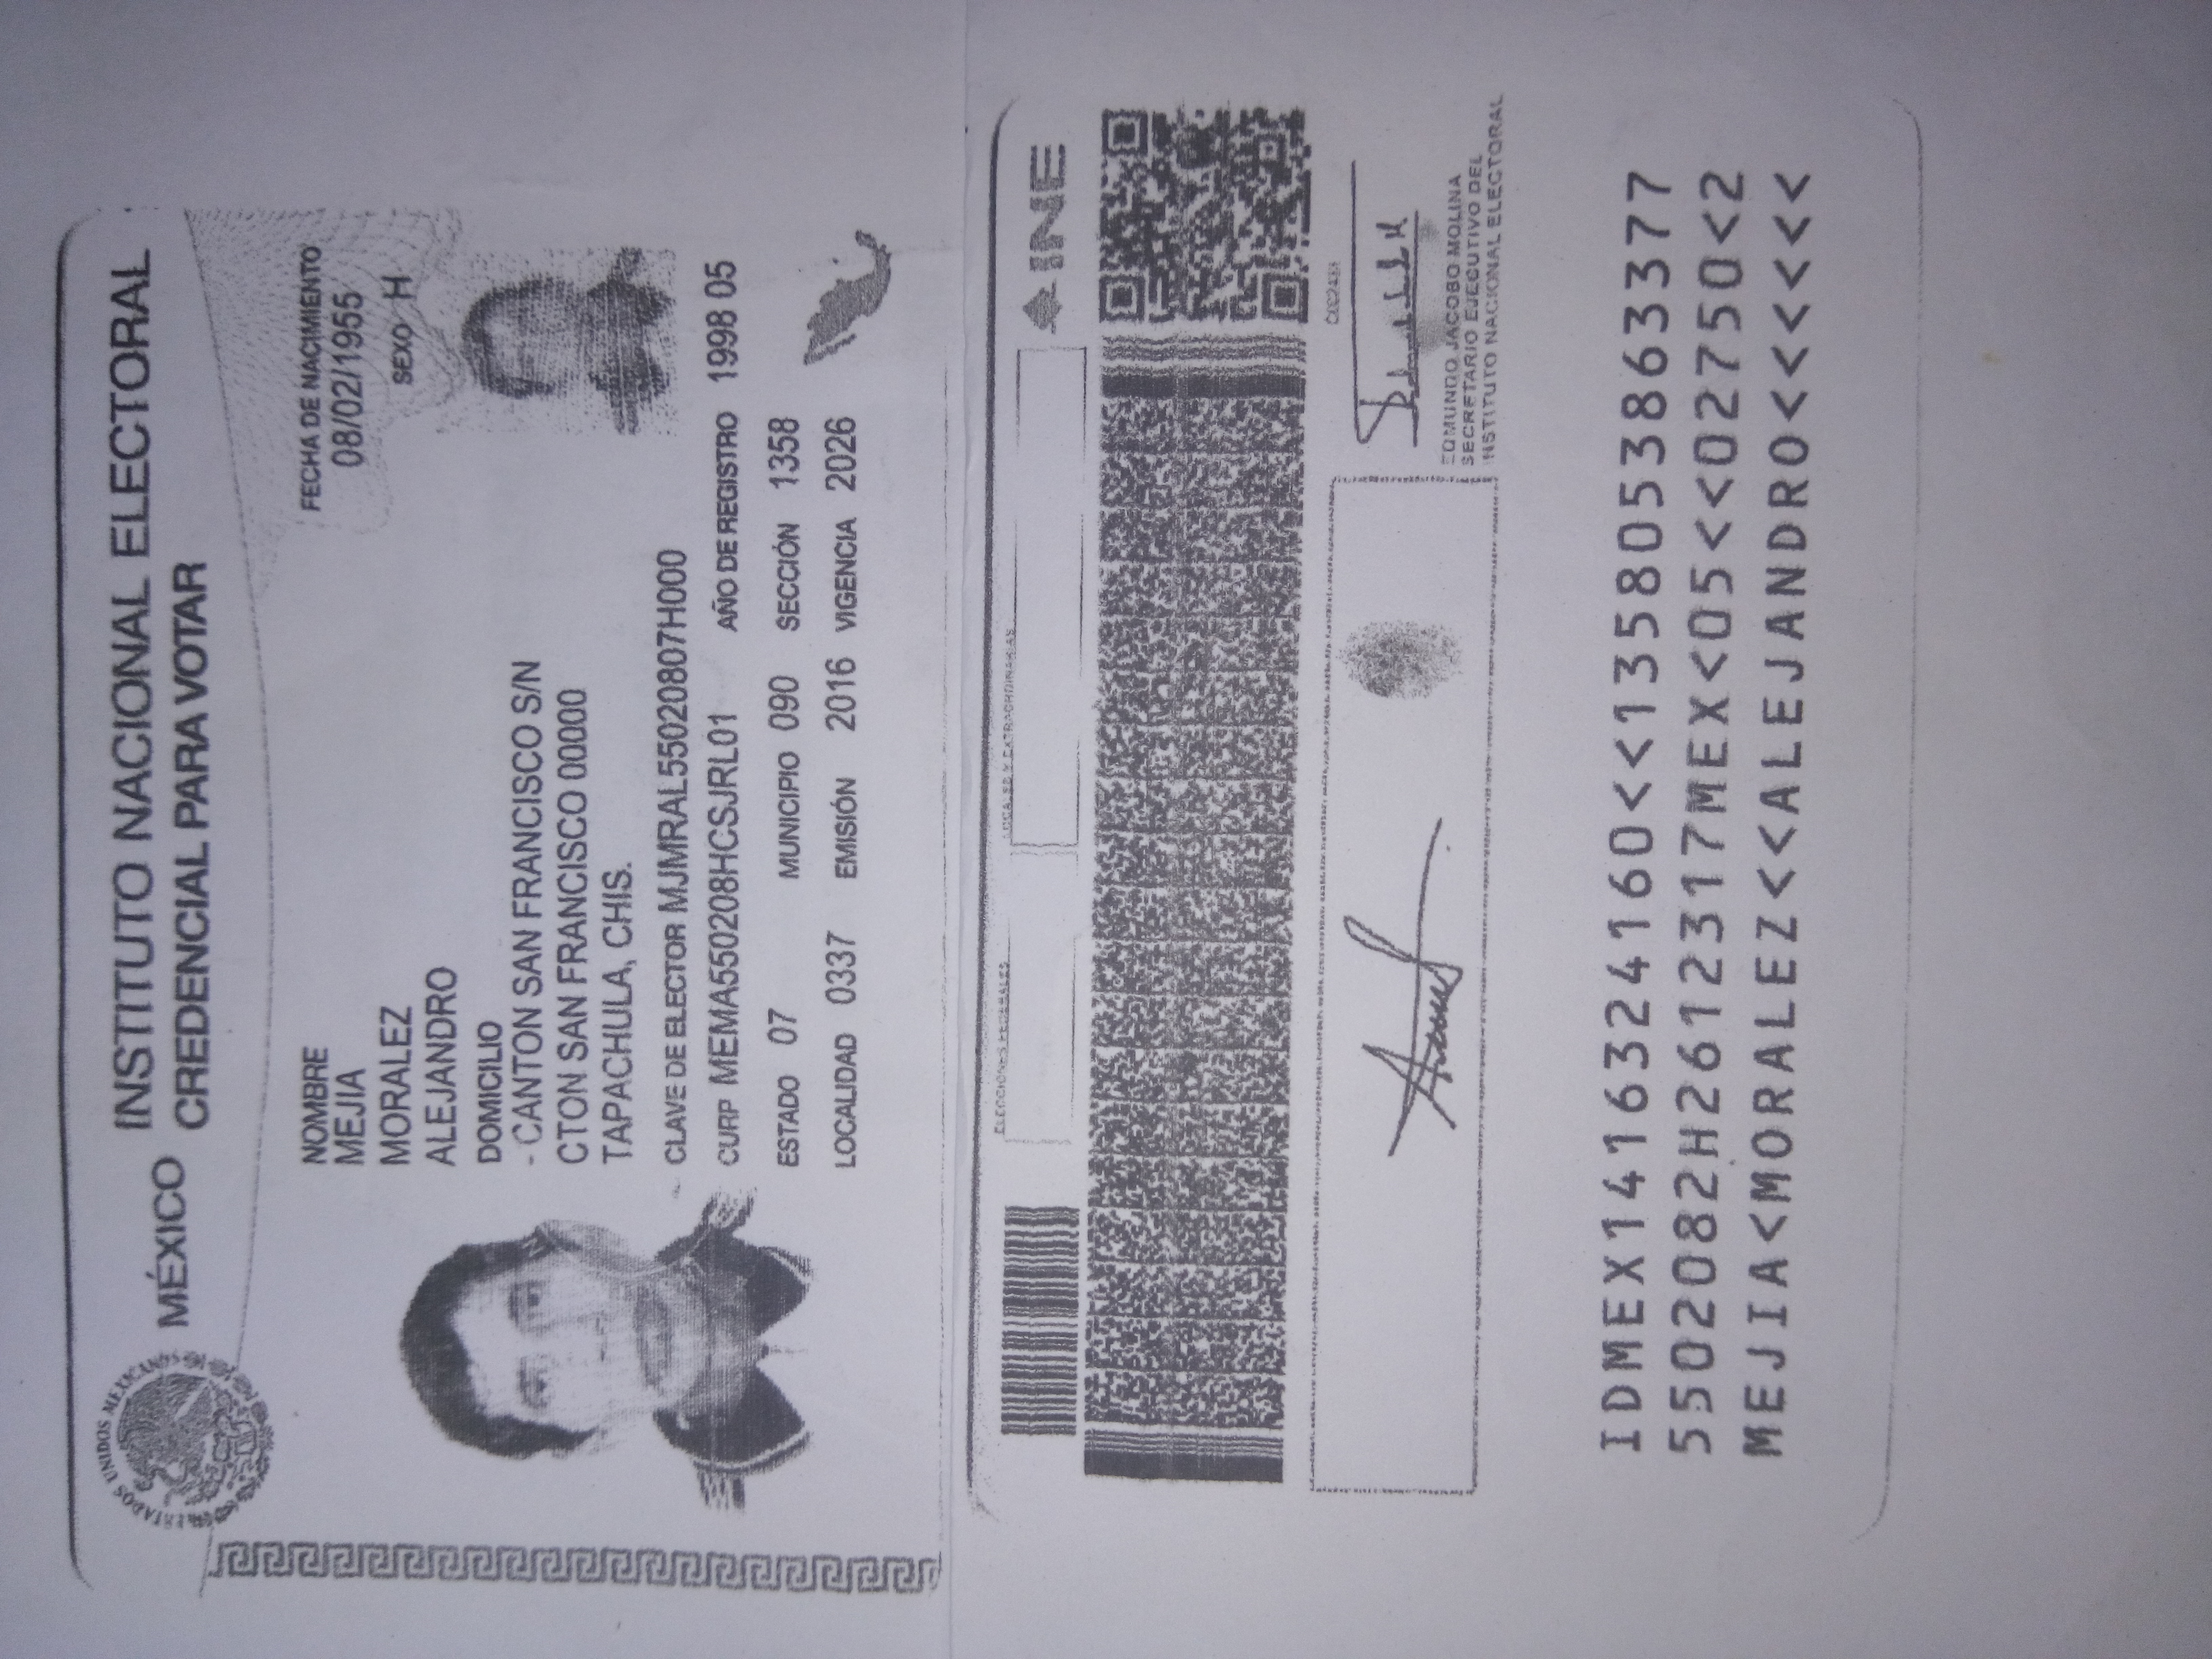 ESTADOS UNIDOS MEXICANOS
MÉXICO
INSTITUTO NACIONAL ELECTORAL
CREDENCIAL PARA VOTAR
NOMBRE
MEJIA
MORALEZ
ALEJANDRO
FECHA DE NACIMIENTO
08/02/1955
SEXO H
DOMICILIO
- CANTON SAN FRANCISCO S/N
CTON SAN FRANCISCO 00000
TAPACHULA, CHIS.
CLAVE DE ELECTOR MJMRAL55020807H000
CURP MEMA550208HCSJRL01 AÑO DE REGISTRO 1998 05
ESTADO 07 MUNICIPIO 090 SECCIÓN 1358
LOCALIDAD 0337 EMISIÓN 2016 VIGENCIA 2026
ELECCIONES FEDERALES LOCALES Y EXTRAORDINARIAS
INE
EDMUNDO JACOBO MOLINA
SECRETARIO EJECUTIVO DEL
INSTITUTO NACIONAL ELECTORAL
IDMEX1416324160<<1358053863377
5502082H2612317MEX<05<<02750<2
MEJIA<MORALEZ<<ALEJANDRO<<<<<<